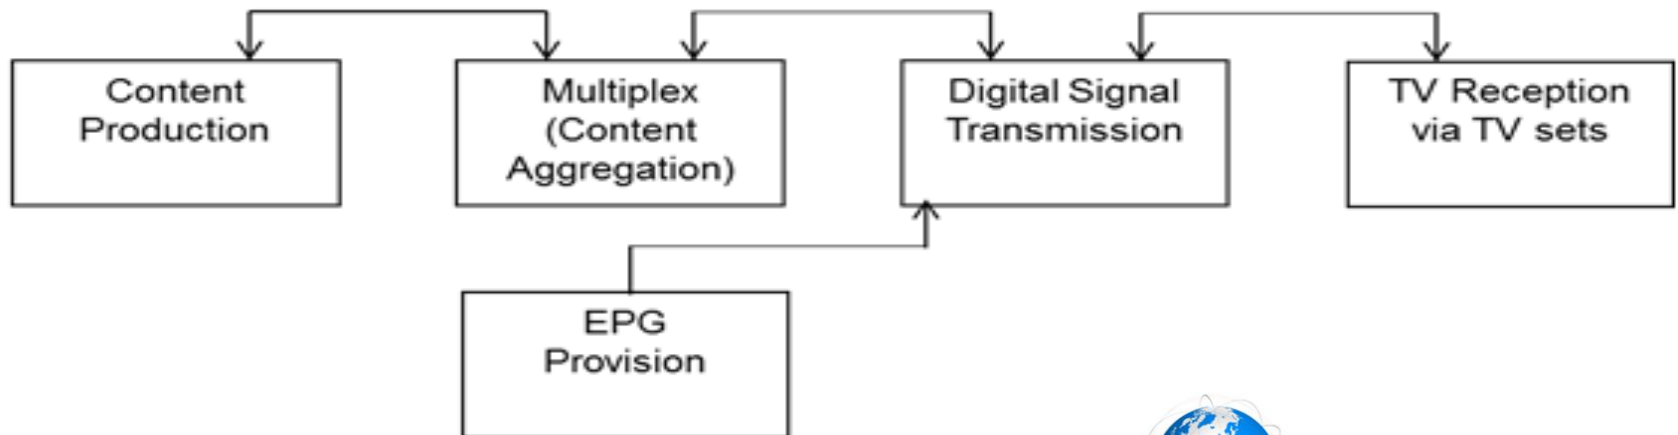 Content
Production
Multiplex
(Content
Aggregation)
Digital Signal
Transmission
TV Reception
via TV sets
EPG
Provision